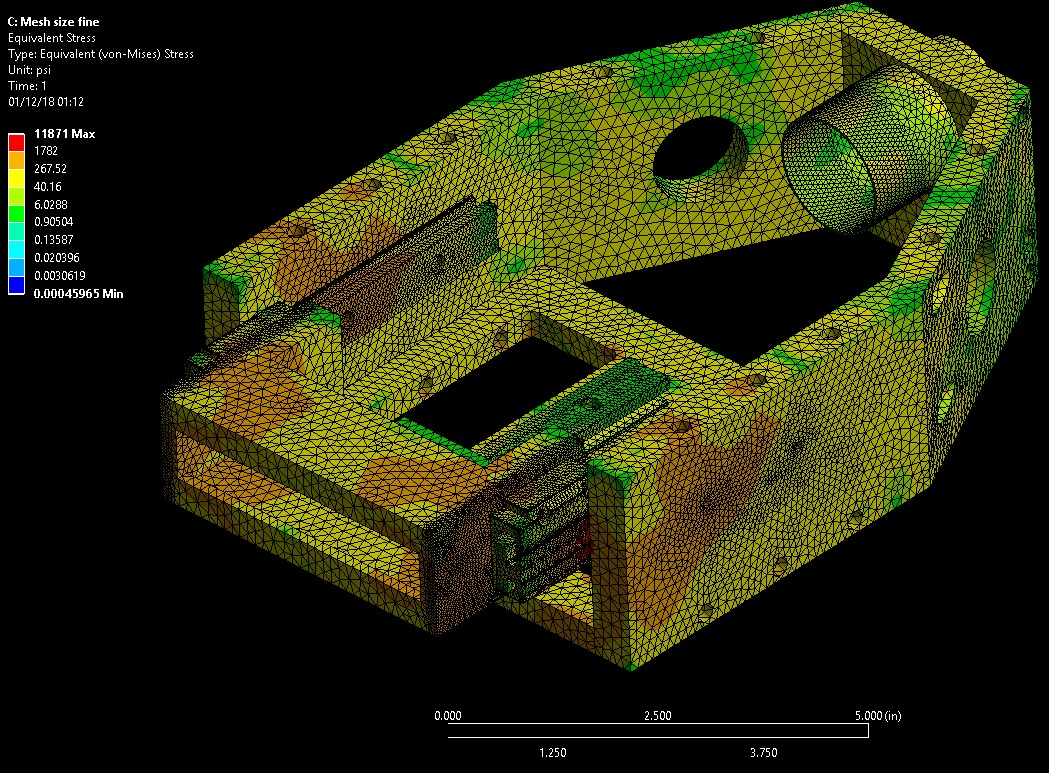 C: Mesh size fine
Equivalent Stress
Type: Equivalent (von-Mises) Stress
Unit: psi
Time: 1
01/12/18 01:12
11871 Max
1782
267.52
40.16
6.0288
0.90504
0.13587
0.020396
0.0030619
0.00045965 Min
0.000 2.500 5.000 (in)
1.250 3.750